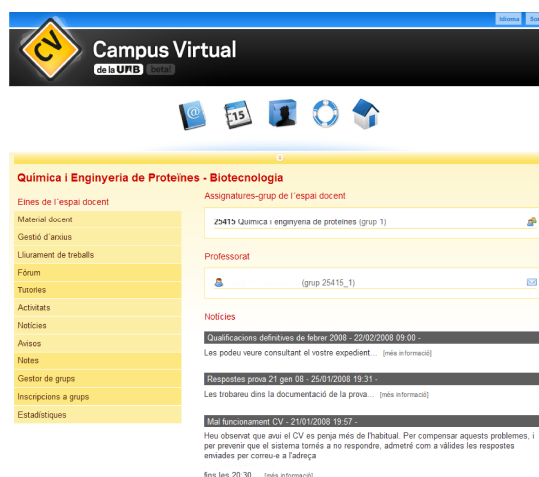 Idioma
CV
Campus Virtual
de la UAB beta!
@
15
Química i Enginyeria de Proteïnes - Biotecnologia
Eines de l'espai docent
Material docent
Gestió d'arxius
Lliurament de treballs
Fòrum
Tutories
Activitats
Notícies
Avisos
Notes
Gestor de grups
Inscripcions a grups
Estadístiques
Assignatures-grup de l'espai docent
25415 Química i enginyeria de proteïnes (grup 1)
Professorat
(grup 25415_1)
Notícies
Qualificacions definitives de febrer 2008 - 22/02/2008 09:00 -
Les podeu veure consultant el vostre expedient... [més informació]
Respostes prova 21 gen 08 - 25/01/2008 19:31 -
Les trobareu dins la documentació de la prova... [més informació]
Mal funcionament CV - 21/01/2008 19:57 -
Heu observat que avui el CV es penja més de l'habitual. Per compensar aquests problemes, i
per prevenir que el sistema tornés a no respondre, admetré com a vàlides les respostes
enviades per correu-e a l'adreça
fins les 20:30... [més informació]